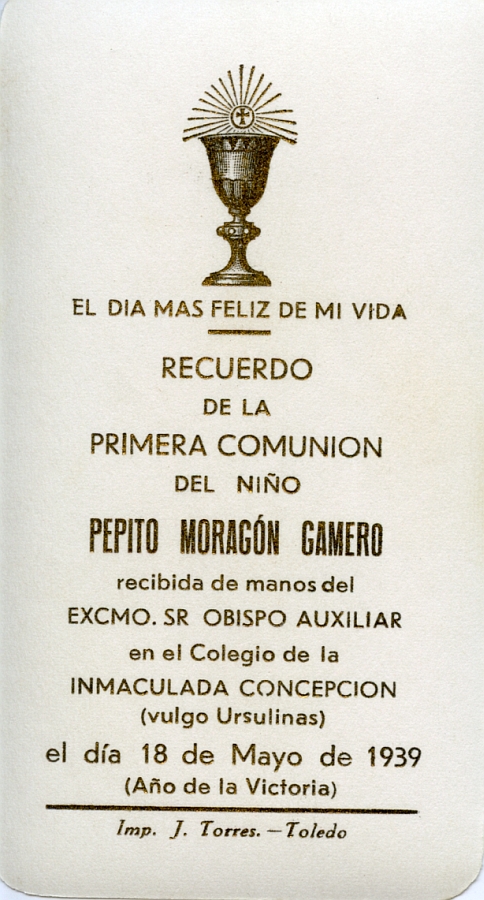 EL DIA MAS FELIZ DE MI VIDA
RECUERDO
DE LA
PRIMERA COMUNION
DEL NIÑO
PEPITO MORAGÓN GAMERO
recibida de manos del
EXCMO. SR OBISPO AUXILIAR
en el Colegio de la
INMACULADA CONCEPCION
(vulgo Ursulinas)
el día 18 de Mayo de 1939
(Año de la Victoria)
Imp. J. Torres. — Toledo